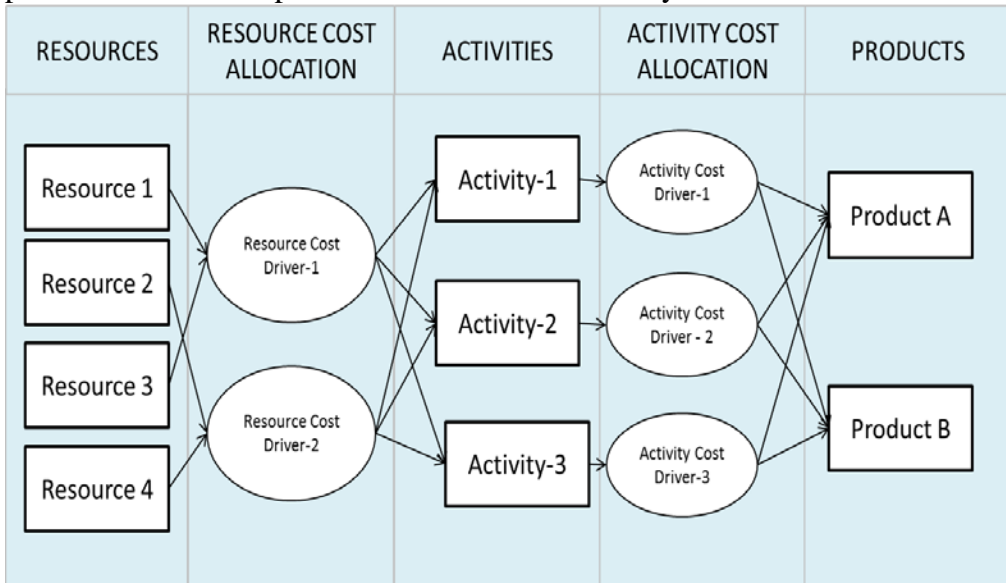 RESOURCES
RESOURCE COST
ALLOCATION
ACTIVITIES
ACTIVITY COST
ALLOCATION
PRODUCTS
Resource 1
Resource 2
Resource 3
Resource 4
Resource Cost
Driver-1
Resource Cost
Driver-2
Activity-1
Activity-2
Activity-3
Activity Cost
Driver-1
Activity Cost
Driver - 2
Activity Cost
Driver-3
Product A
Product B